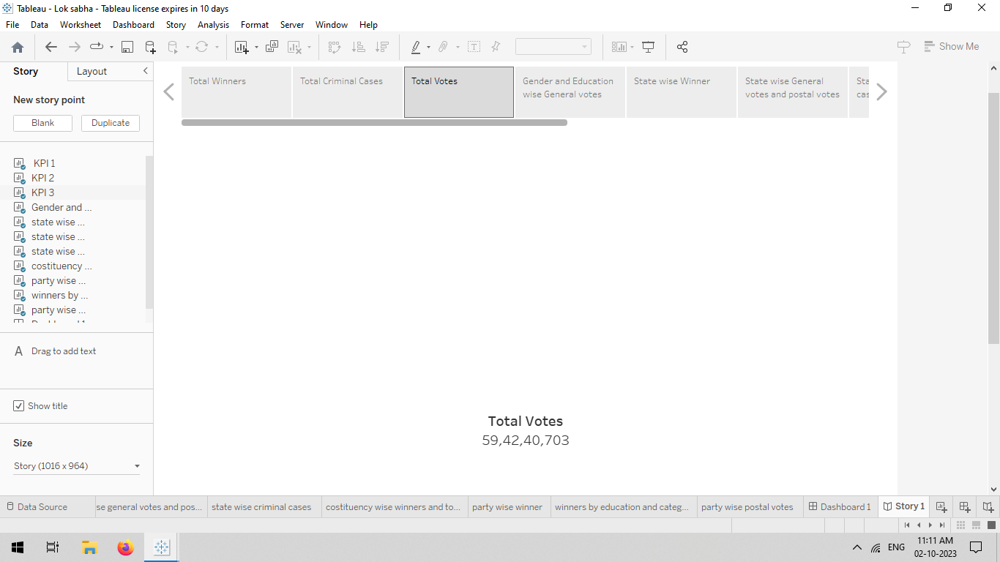 Tableau - Lok sabha - Tableau license expires in 10 days
File Data Worksheet Dashboard Story Analysis Format Server Window Help
Show Me
Story Layout
New story point
Blank Duplicate
KPI 1
KPI 2
KPI 3
Gender and ...
state wise ...
state wise ...
state wise ...
costituency ...
party wise ...
winners by ...
party wise ...
A Drag to add text
Show title
Size
Story (1016 x 964)
Total Winners
Total Criminal Cases
Total Votes
Gender and Education
wise General votes
State wise Winner
State wise General
votes and postal votes
Sta
cas
Total Votes
59,42,40,703
Data Source
se general votes and pos...
state wise criminal cases
costituency wise winners and to...
party wise winner
winners by education and categ...
party wise postal votes
Dashboard 1
Story 1
ENG
11:11 AM
02-10-2023